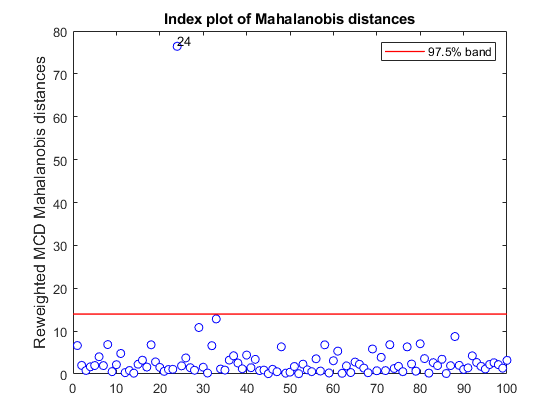 Index plot of Mahalanobis distances
Reweighted MCD Mahalanobis distances
80
70
60
50
40
30
20
10
0
24
97.5% band
0 10 20 30 40 50 60 70 80 90 100